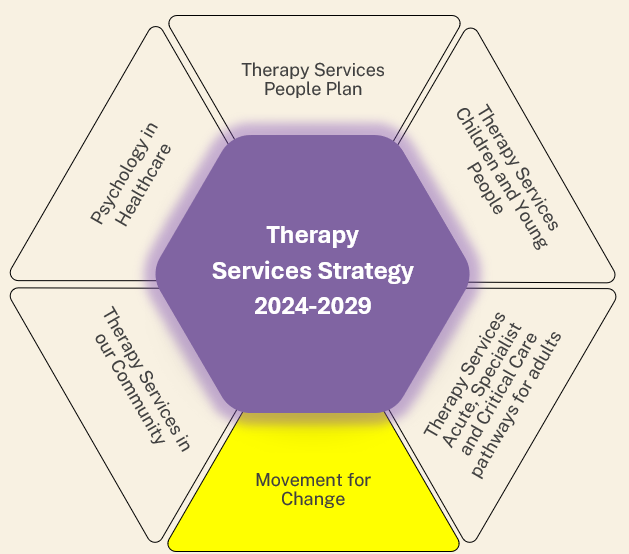 Therapy Services
People Plan
Therapy Services
Children and Young
People
Therapy Services
Acute, Specialist
and Critical Care
pathways for adults
Movement for
Change
Therapy Services in
our Community
Psychology in
Healthcare
Therapy
Services Strategy
2024-2029